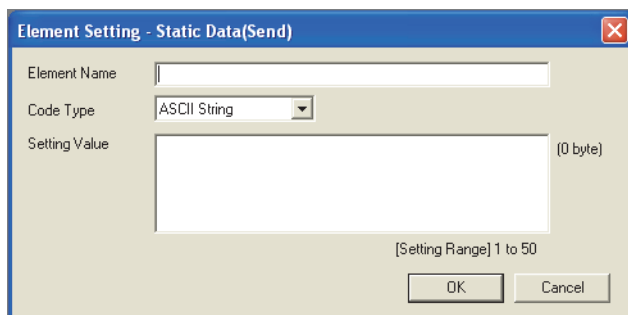 Element Setting - Static Data(Send)
Element Name
Code Type ASCII String
Setting Value (0 byte)
[Setting Range] 1 to 50
OK Cancel